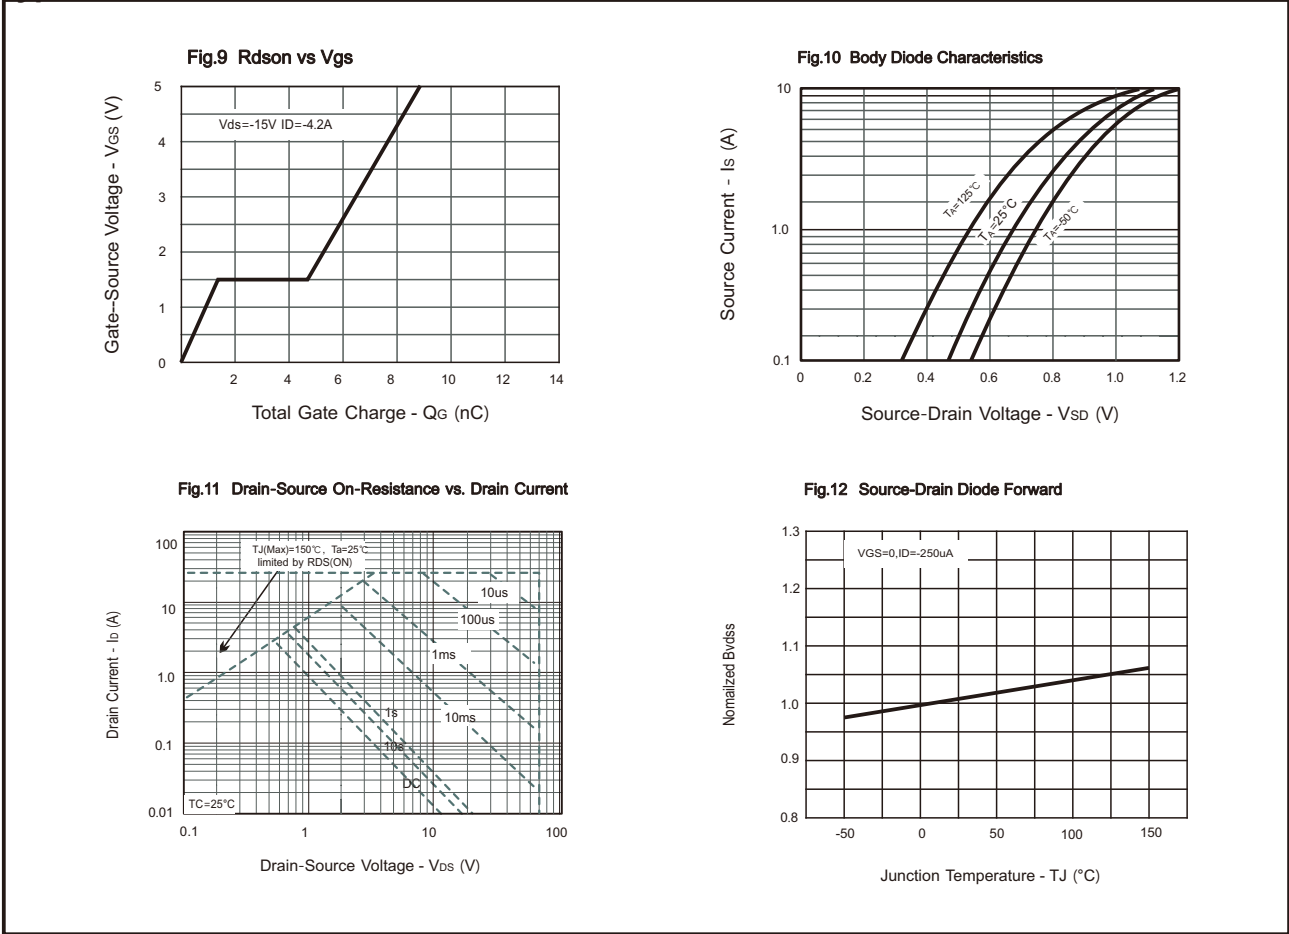 Fig.9 Rdson vs Vgs
Gate--Source Voltage - VGS (V)
5
4
3
2
1
0
Vds=-15V ID=-4.2A
2 4 6 8 10 12 14
Total Gate Charge - QG (nC)
Fig.10 Body Diode Characteristics
Source Current - IS (A)
10
1.0
0.1
TA=125℃
TA=25°C
TA=-50℃
0 0.2 0.4 0.6 0.8 1.0 1.2
Source-Drain Voltage - VSD (V)
Fig.11 Drain-Source On-Resistance vs. Drain Current
Drain Current - ID (A)
100
10
1.0
0.1
0.01
TJ(Max)=150℃, Ta=25℃
limited by RDS(ON)
10us
100us
1ms
10ms
1s
10s
DC
TC=25°C
0.1 1 10 100
Drain-Source Voltage - VDS (V)
Fig.12 Source-Drain Diode Forward
Nomailized Bvdss
1.3
1.2
1.1
1.0
0.9
0.8
VGS=0,ID=-250uA
-50 0 50 100 150
Junction Temperature - TJ (°C)